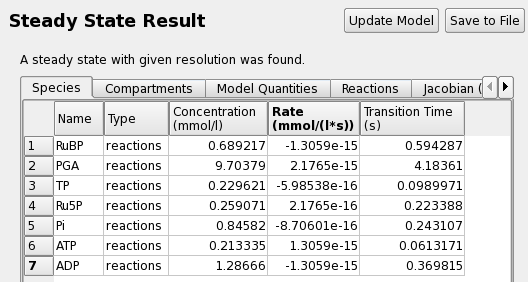 Steady State Result
Update Model
Save to File
A steady state with given resolution was found.
Species Compartments Model Quantities Reactions Jacobian (
Name Type Concentration (mmol/l) Rate (mmol/(l*s)) Transition Time (s)
1 RuBP reactions 0.689217 -1.3059e-15 0.594287
2 PGA reactions 9.70379 2.1765e-15 4.18361
3 TP reactions 0.229621 -5.98538e-16 0.0989971
4 Ru5P reactions 0.259071 2.1765e-16 0.223388
5 Pi reactions 0.84582 -8.70601e-16 0.243107
6 ATP reactions 0.213335 1.3059e-15 0.0613171
7 ADP reactions 1.28666 -1.3059e-15 0.369815